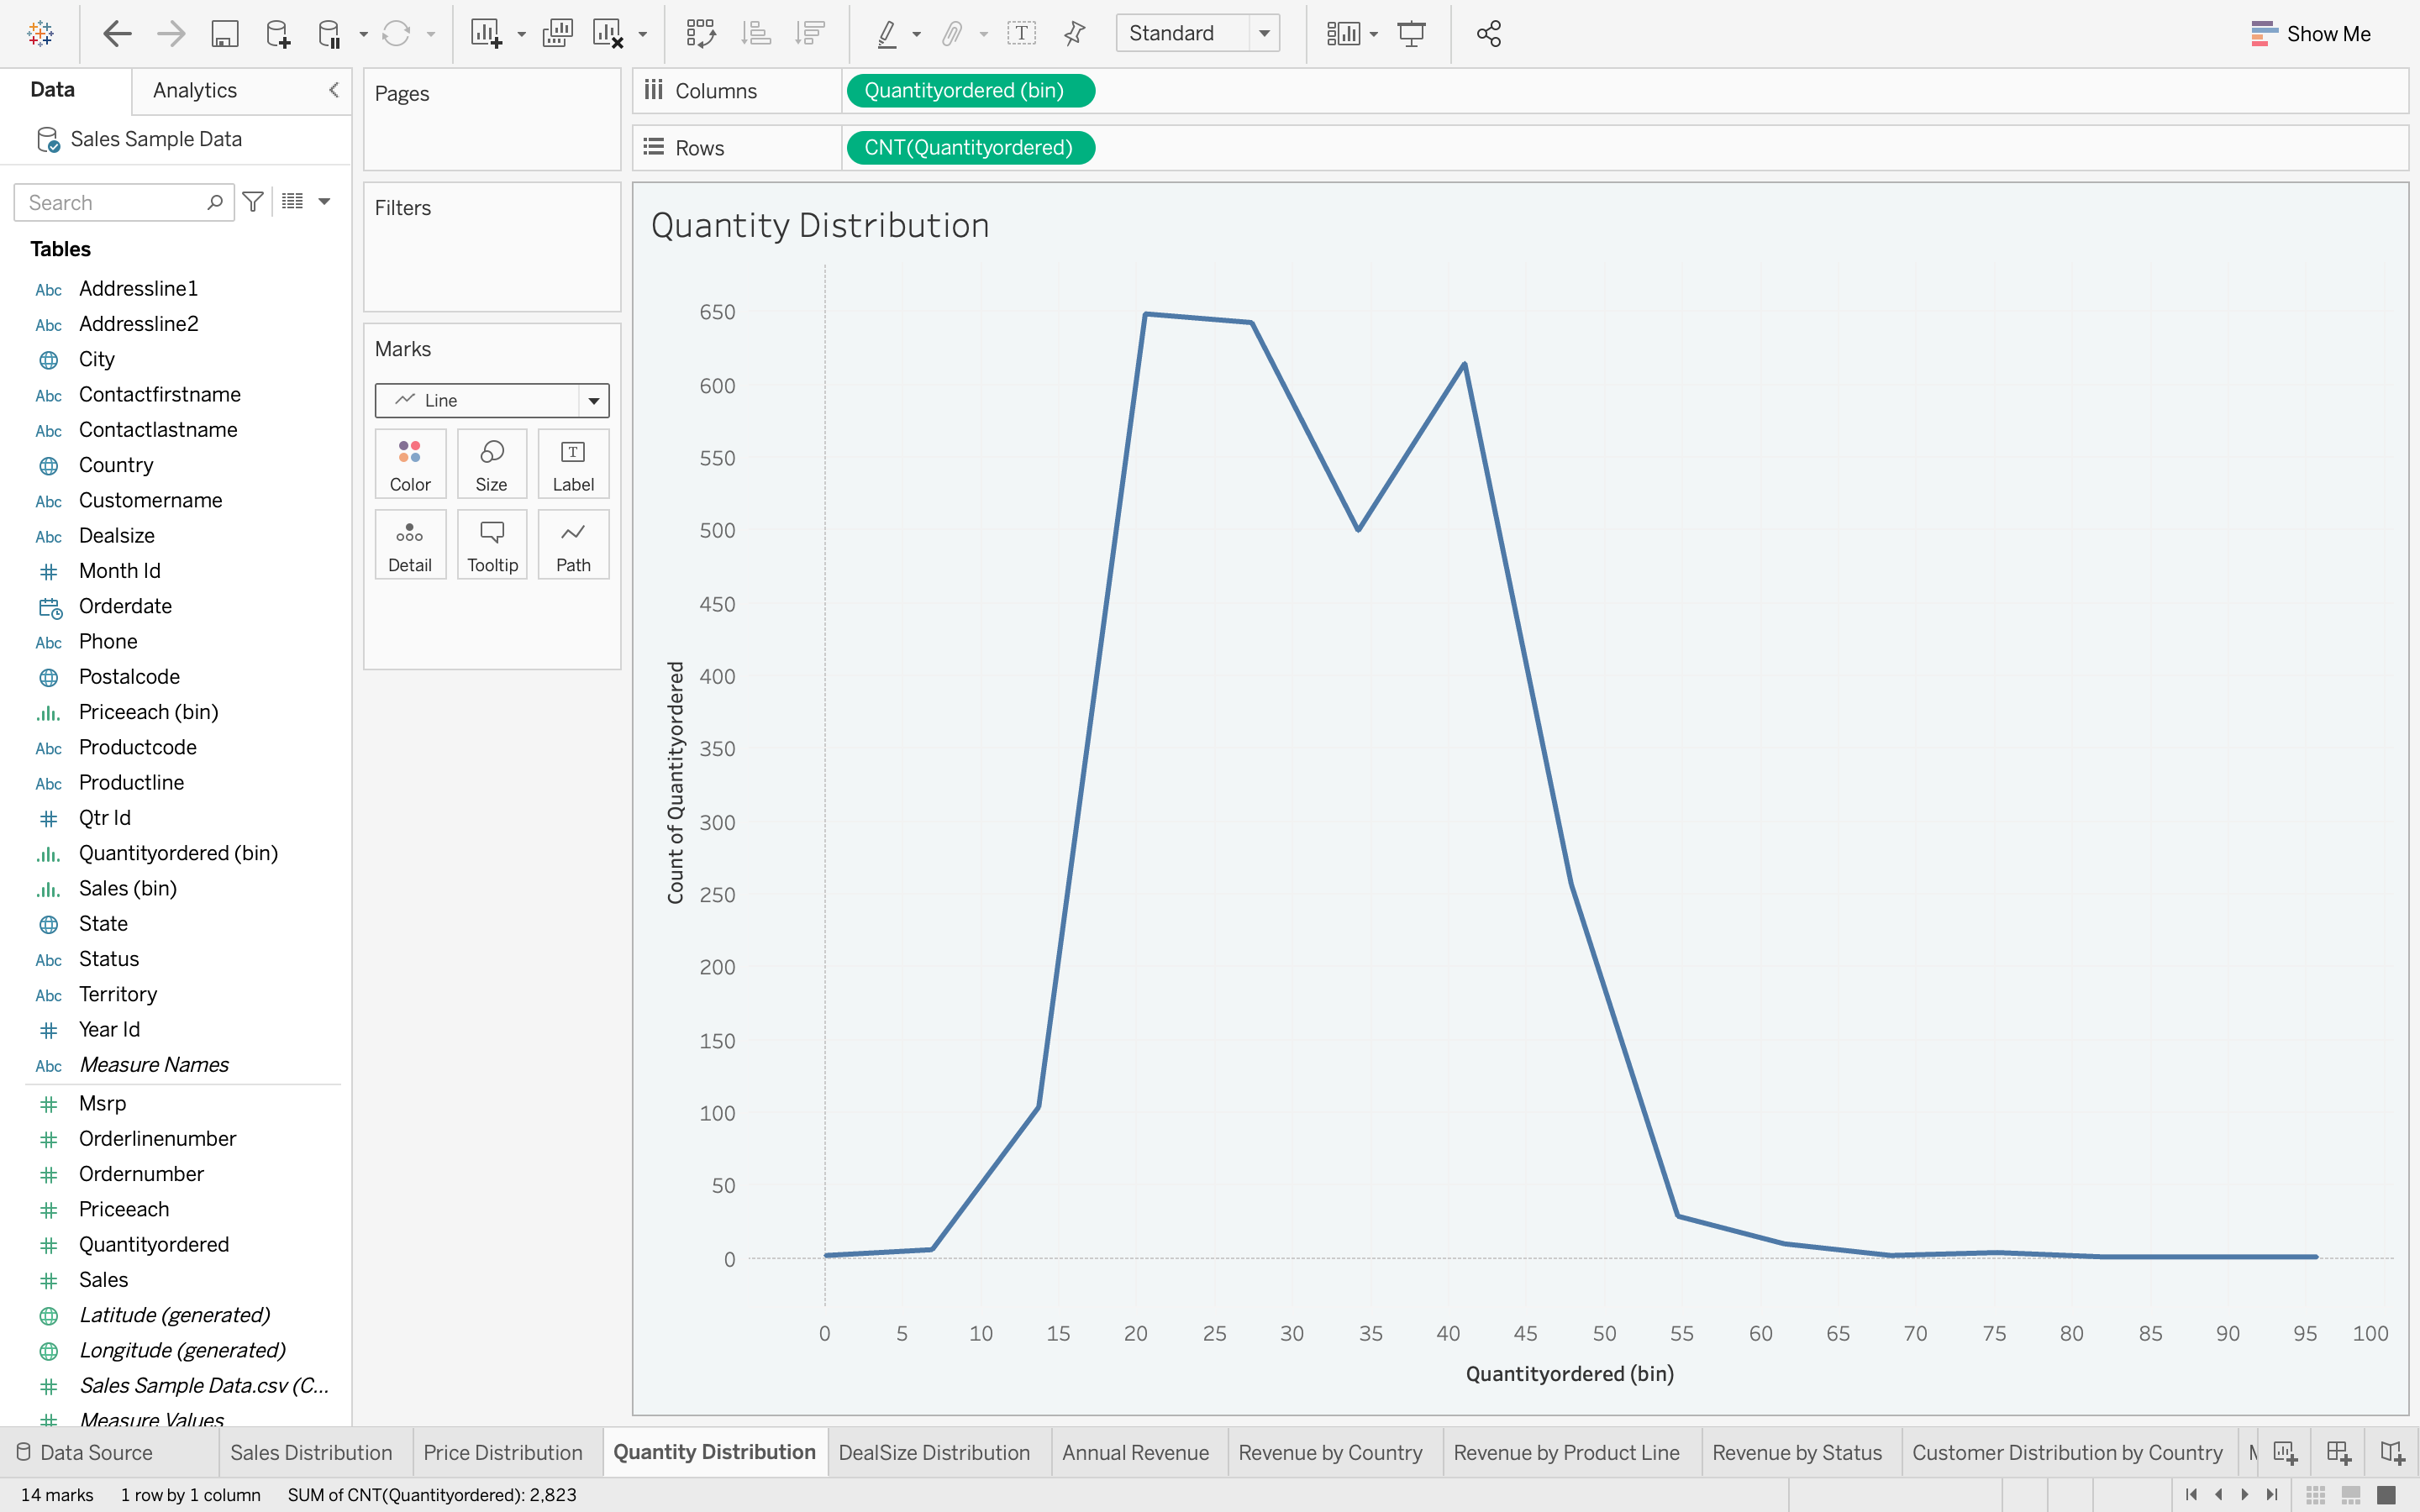 Standard
Show Me
Data
Analytics
Sales Sample Data
Search
Tables
Abc Addressline1
Abc Addressline2
City
Abc Contactfirstname
Abc Contactlastname
Country
Abc Customername
Abc Dealsize
Month Id
Orderdate
Abc Phone
Postalcode
Priceeach (bin)
Abc Productcode
Abc Productline
Qtr Id
Quantityordered (bin)
Sales (bin)
State
Abc Status
Abc Territory
Year Id
Abc Measure Names
Msrp
Orderlinenumber
Ordernumber
Priceeach
Quantityordered
Sales
Latitude (generated)
Longitude (generated)
Sales Sample Data.csv (C...
Measure Values
Pages
Filters
Marks
Line
Color Size Label
Detail Tooltip Path
Columns Quantityordered (bin)
Rows CNT(Quantityordered)
Quantity Distribution
Count of Quantityordered
650
600
550
500
450
400
350
300
250
200
150
100
50
0
0 5 10 15 20 25 30 35 40 45 50 55 60 65 70 75 80 85 90 95 100
Quantityordered (bin)
Data Source Sales Distribution Price Distribution Quantity Distribution DealSize Distribution Annual Revenue Revenue by Country Revenue by Product Line Revenue by Status Customer Distribution by Country
14 marks 1 row by 1 column SUM of CNT(Quantityordered): 2,823